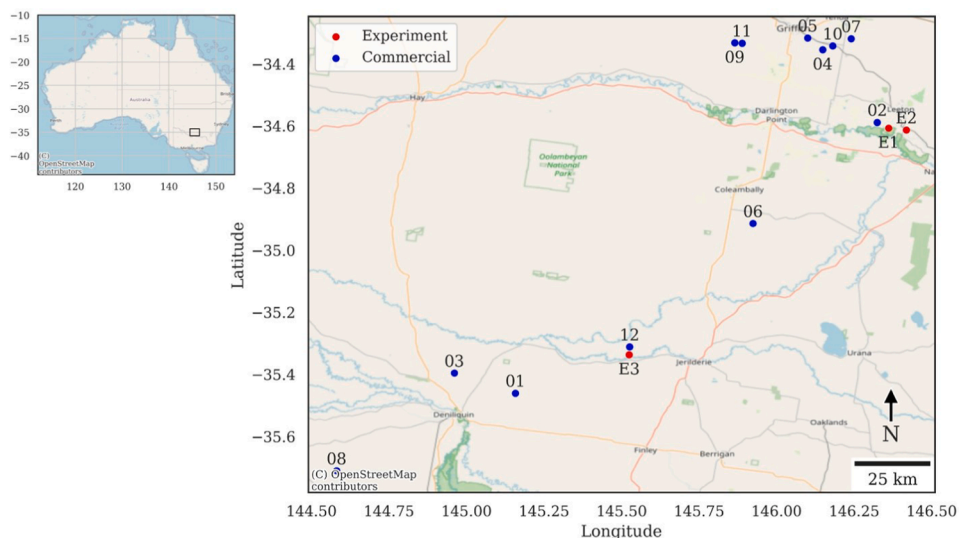 −10
−15
−20
−25
−30
−35
−40
Australia
(C)
OpenStreetMap
contributors
120
130
140
150
Experiment
Commercial
−34.4
−34.6
−34.8
−35.0
−35.2
−35.4
−35.6
Latitude
11
09
05
10
07
04
Hay
Darlington
Point
02
E2
E1
Oolambeyan
National
Park
Coleambally
06
12
E3
Jerilderie
Urana
03
01
Deniliquin
Oaklands
N
Finley
Berrigan
08
(C) OpenStreetMap
contributors
25 km
144.50
144.75
145.00
145.25
145.50
145.75
146.00
146.25
146.50
Longitude